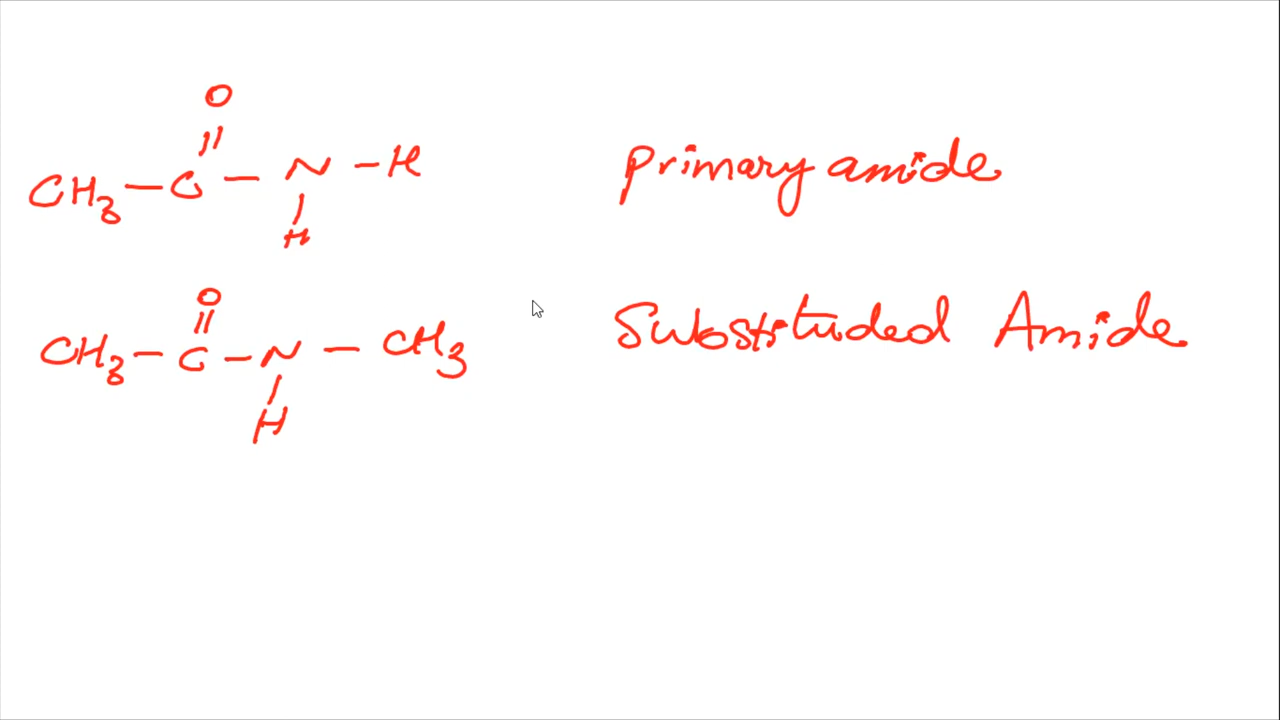 O
||
CH3 – C – N – H primary amide
/
H
O
||
CH3 – C – N – CH3 Substituded Amide
/
H